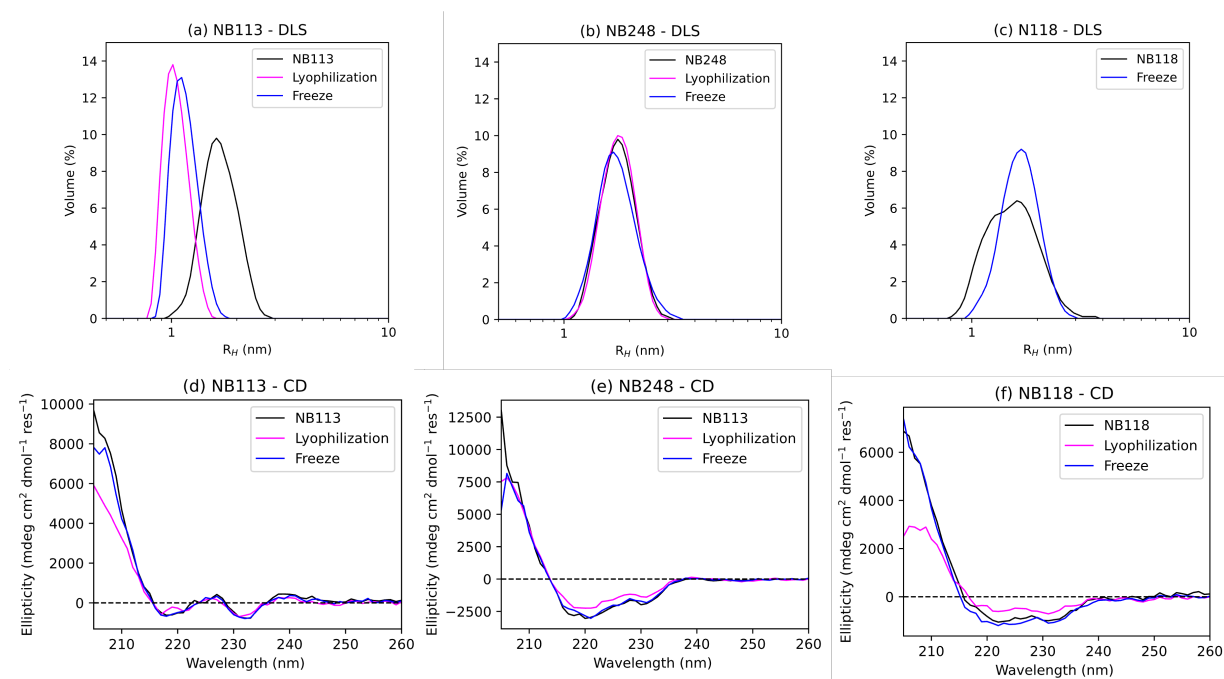 (a) NB113 - DLS
Volume (%)
14
12
10
8
6
4
2
0
1
10
R_H (nm)
NB113
Lyophilization
Freeze
(b) NB248 - DLS
Volume (%)
14
12
10
8
6
4
2
0
1
10
R_H (nm)
NB248
Lyophilization
Freeze
(c) N118 - DLS
Volume (%)
14
12
10
8
6
4
2
0
1
10
R_H (nm)
NB118
Freeze
(d) NB113 - CD
Ellipticity (mdeg cm² dmol⁻¹ res⁻¹)
10000
8000
6000
4000
2000
0
210 220 230 240 250 260
Wavelength (nm)
NB113
Lyophilization
Freeze
(e) NB248 - CD
Ellipticity (mdeg cm² dmol⁻¹ res⁻¹)
12500
10000
7500
5000
2500
0
−2500
210 220 230 240 250 260
Wavelength (nm)
NB113
Lyophilization
Freeze
(f) NB118 - CD
Ellipticity (mdeg cm² dmol⁻¹ res⁻¹)
6000
4000
2000
0
210 220 230 240 250 260
Wavelength (nm)
NB118
Lyophilization
Freeze